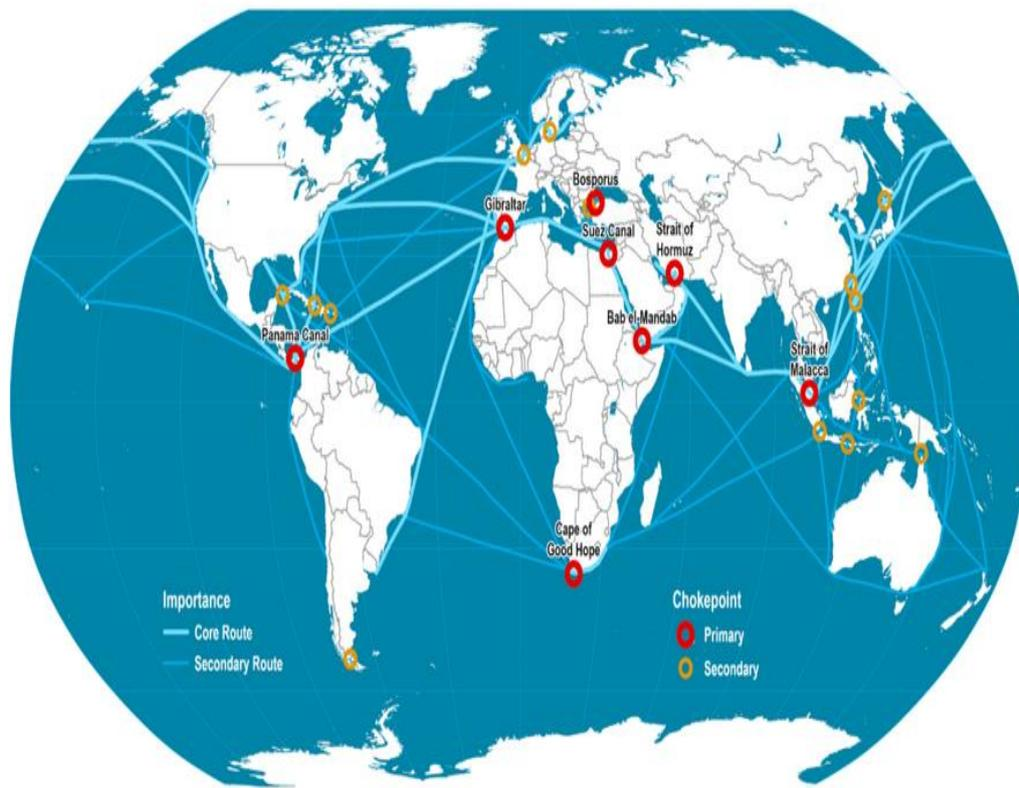 Bosporus
Gibraltar
Suez Canal
Strait of
Hormuz
Bab el-Mandab
Panama Canal
Strait of
Malacca
Cape of
Good Hope
Importance
Core Route
Secondary Route
Chokepoint
Primary
Secondary